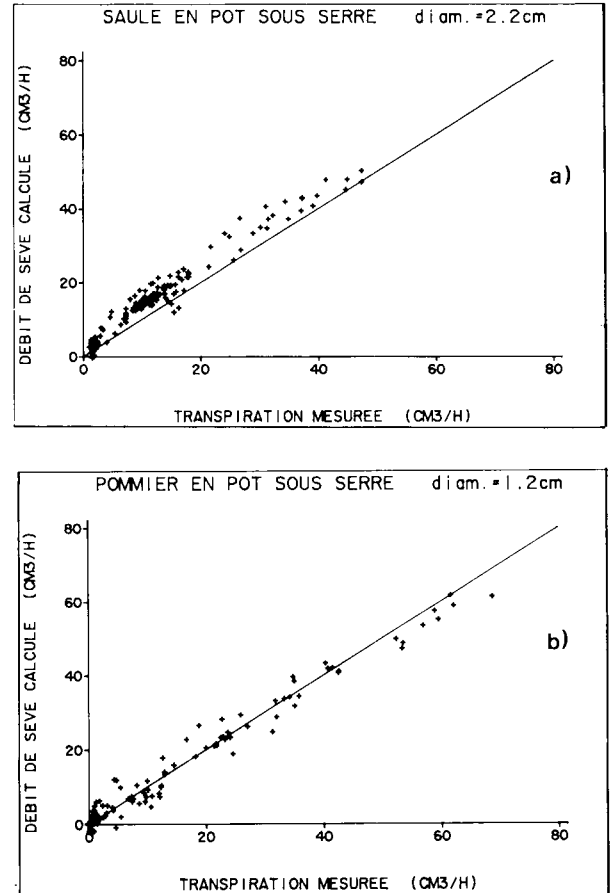 SAULE EN POT SOUS SERRE diam.=2.2cm
DEBIT DE SEVE CALCULE (CM3/H)
80
60
40
20
0
a)
0 20 40 60 80
TRANSPIRATION MESUREE (CM3/H)
POMMIER EN POT SOUS SERRE diam.=1.2cm
DEBIT DE SEVE CALCULE (CM3/H)
80
60
40
20
0
b)
0 20 40 60 80
TRANSPIRATION MESUREE (CM3/H)